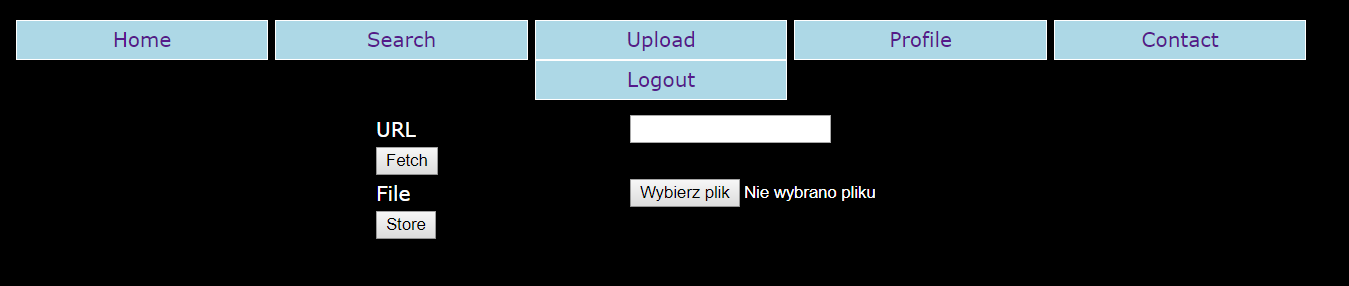 Home Search Upload Profile Contact
Logout
URL
Fetch
File Wybierz plik Nie wybrano pliku
Store